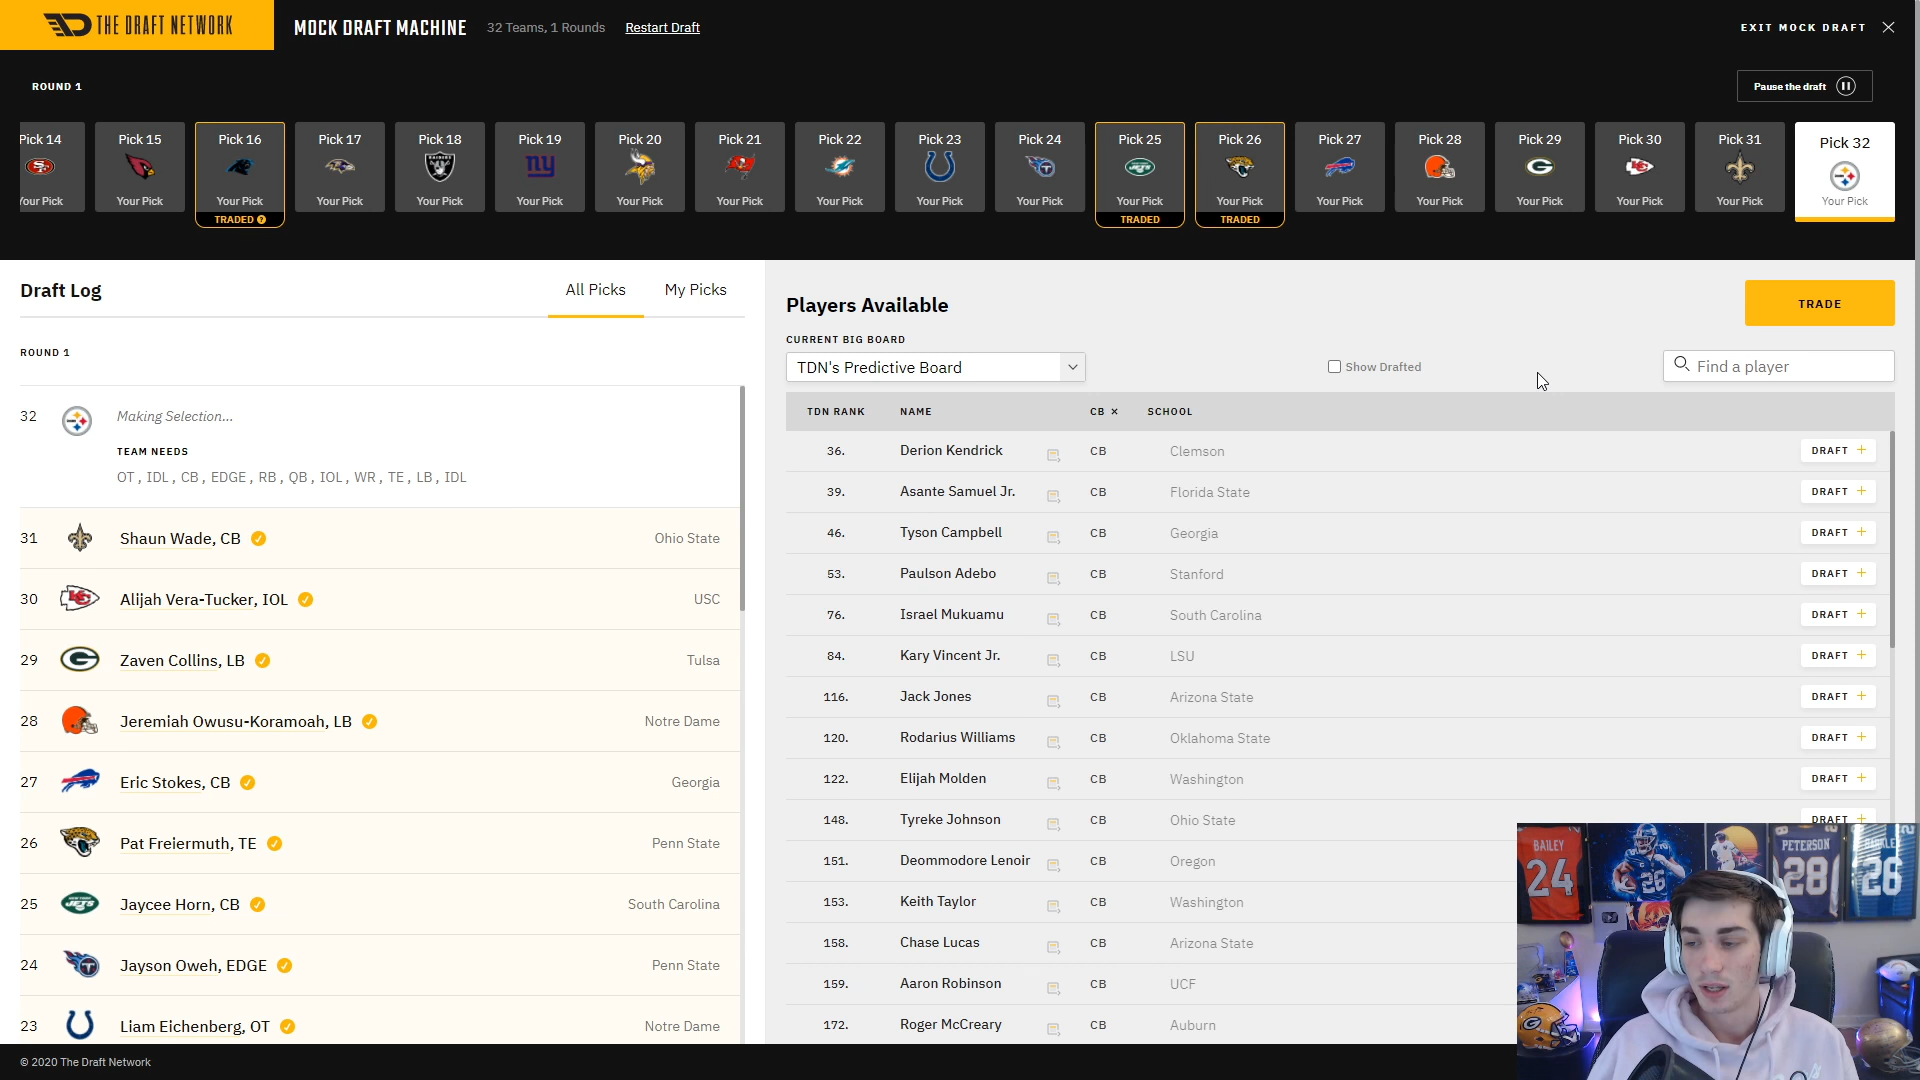 THE DRAFT NETWORK
MOCK DRAFT MACHINE
32 Teams, 1 Rounds
Restart Draft
EXIT MOCK DRAFT
ROUND 1
Pause the draft
Pick 14
Your Pick
Pick 15
Your Pick
Pick 16
Your Pick
TRADED
Pick 17
Your Pick
Pick 18
Your Pick
Pick 19
Your Pick
Pick 20
Your Pick
Pick 21
Your Pick
Pick 22
Your Pick
Pick 23
Your Pick
Pick 24
Your Pick
Pick 25
Your Pick
TRADED
Pick 26
Your Pick
TRADED
Pick 27
Your Pick
Pick 28
Your Pick
Pick 29
Your Pick
Pick 30
Your Pick
Pick 31
Your Pick
Pick 32
Your Pick
Draft Log
All Picks
My Picks
ROUND 1
32 Making Selection...
TEAM NEEDS
OT , IDL , CB , EDGE , RB , QB , IOL , WR , TE , LB , IDL
31 Shaun Wade, CB Ohio State
30 Alijah Vera-Tucker, IOL USC
29 Zaven Collins, LB Tulsa
28 Jeremiah Owusu-Koramoah, LB Notre Dame
27 Eric Stokes, CB Georgia
26 Pat Freiermuth, TE Penn State
25 Jaycee Horn, CB South Carolina
24 Jayson Oweh, EDGE Penn State
23 Liam Eichenberg, OT Notre Dame
Players Available
TRADE
CURRENT BIG BOARD
TDN's Predictive Board
Show Drafted
Find a player
TDN RANK NAME CB × SCHOOL
36. Derion Kendrick CB Clemson DRAFT +
39. Asante Samuel Jr. CB Florida State DRAFT +
46. Tyson Campbell CB Georgia DRAFT +
53. Paulson Adebo CB Stanford DRAFT +
76. Israel Mukuamu CB South Carolina DRAFT +
84. Kary Vincent Jr. CB LSU DRAFT +
116. Jack Jones CB Arizona State DRAFT +
120. Rodarius Williams CB Oklahoma State DRAFT +
122. Elijah Molden CB Washington DRAFT +
148. Tyreke Johnson CB Ohio State DRAFT +
151. Deommodore Lenoir CB Oregon
153. Keith Taylor CB Washington
158. Chase Lucas CB Arizona State
159. Aaron Robinson CB UCF
172. Roger McCreary CB Auburn
BAILEY
24
26
PETERSON
28
26
© 2020 The Draft Network